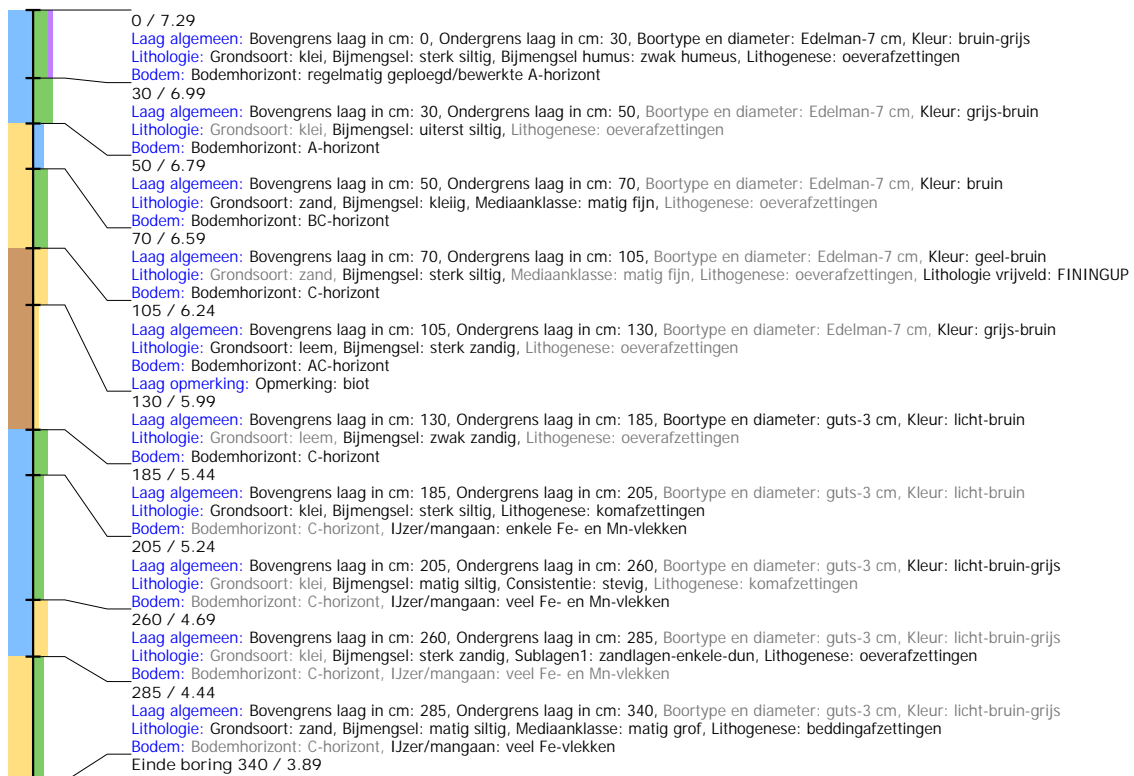 0 / 7.29
Laag algemeen: Bovengrens laag in cm: 0, Ondergrens laag in cm: 30, Boortype en diameter: Edelman-7 cm, Kleur: bruin-grijs
Lithologie: Grondsoort: klei, Bijmengsel: sterk siltig, Bijmengsel humus: zwak humeus, Lithogenese: oeverafzettingen
Bodem: Bodemhorizont: regelmatig geploegd/bewerkte A-horizont
30 / 6.99
Laag algemeen: Bovengrens laag in cm: 30, Ondergrens laag in cm: 50, Boortype en diameter: Edelman-7 cm, Kleur: grijs-bruin
Lithologie: Grondsoort: klei, Bijmengsel: uiterst siltig, Lithogenese: oeverafzettingen
Bodem: Bodemhorizont: A-horizont
50 / 6.79
Laag algemeen: Bovengrens laag in cm: 50, Ondergrens laag in cm: 70, Boortype en diameter: Edelman-7 cm, Kleur: bruin
Lithologie: Grondsoort: zand, Bijmengsel: kleiig, Mediaanklasse: matig fijn, Lithogenese: oeverafzettingen
Bodem: Bodemhorizont: BC-horizont
70 / 6.59
Laag algemeen: Bovengrens laag in cm: 70, Ondergrens laag in cm: 105, Boortype en diameter: Edelman-7 cm, Kleur: geel-bruin
Lithologie: Grondsoort: zand, Bijmengsel: sterk siltig, Mediaanklasse: matig fijn, Lithogenese: oeverafzettingen, Lithologie vrijveld: FININGUP
Bodem: Bodemhorizont: C-horizont
105 / 6.24
Laag algemeen: Bovengrens laag in cm: 105, Ondergrens laag in cm: 130, Boortype en diameter: Edelman-7 cm, Kleur: grijs-bruin
Lithologie: Grondsoort: leem, Bijmengsel: sterk zandig, Lithogenese: oeverafzettingen
Bodem: Bodemhorizont: AC-horizont
Laag opmerking: Opmerking: biot
130 / 5.99
Laag algemeen: Bovengrens laag in cm: 130, Ondergrens laag in cm: 185, Boortype en diameter: guts-3 cm, Kleur: licht-bruin
Lithologie: Grondsoort: leem, Bijmengsel: zwak zandig, Lithogenese: oeverafzettingen
Bodem: Bodemhorizont: C-horizont
185 / 5.44
Laag algemeen: Bovengrens laag in cm: 185, Ondergrens laag in cm: 205, Boortype en diameter: guts-3 cm, Kleur: licht-bruin
Lithologie: Grondsoort: klei, Bijmengsel: sterk siltig, Lithogenese: komafzettingen
Bodem: Bodemhorizont: C-horizont, IJzer/mangaan: enkele Fe- en Mn-vlekken
205 / 5.24
Laag algemeen: Bovengrens laag in cm: 205, Ondergrens laag in cm: 260, Boortype en diameter: guts-3 cm, Kleur: licht-bruin-grijs
Lithologie: Grondsoort: klei, Bijmengsel: matig siltig, Consistentie: stevig, Lithogenese: komafzettingen
Bodem: Bodemhorizont: C-horizont, IJzer/mangaan: veel Fe- en Mn-vlekken
260 / 4.69
Laag algemeen: Bovengrens laag in cm: 260, Ondergrens laag in cm: 285, Boortype en diameter: guts-3 cm, Kleur: licht-bruin-grijs
Lithologie: Grondsoort: klei, Bijmengsel: sterk zandig, Sublagen1: zandlagen-enkele-dun, Lithogenese: oeverafzettingen
Bodem: Bodemhorizont: C-horizont, IJzer/mangaan: veel Fe- en Mn-vlekken
285 / 4.44
Laag algemeen: Bovengrens laag in cm: 285, Ondergrens laag in cm: 340, Boortype en diameter: guts-3 cm, Kleur: licht-bruin-grijs
Lithologie: Grondsoort: zand, Bijmengsel: matig siltig, Mediaanklasse: matig grof, Lithogenese: beddingafzettingen
Bodem: Bodemhorizont: C-horizont, IJzer/mangaan: veel Fe-vlekken
Einde boring 340 / 3.89